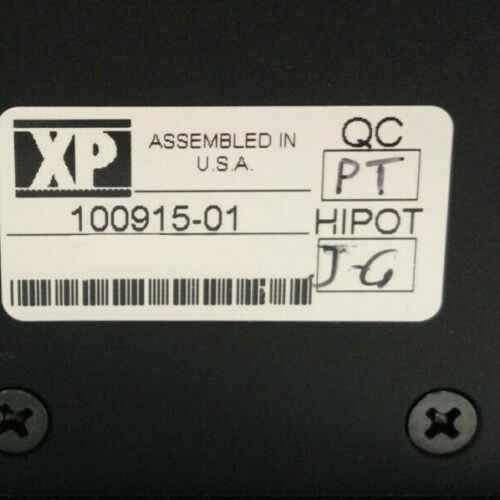 XP
ASSEMBLED IN
U.S.A.
QC
PT
100915-01
HIPOT
J-G